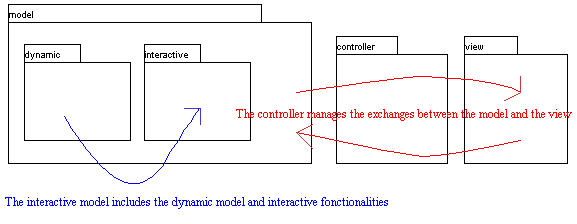 model
dynamic
interactive
controller
view
The controller manages the exchanges between the model and the view
The interactive model includes the dynamic model and interactive fonctionalities